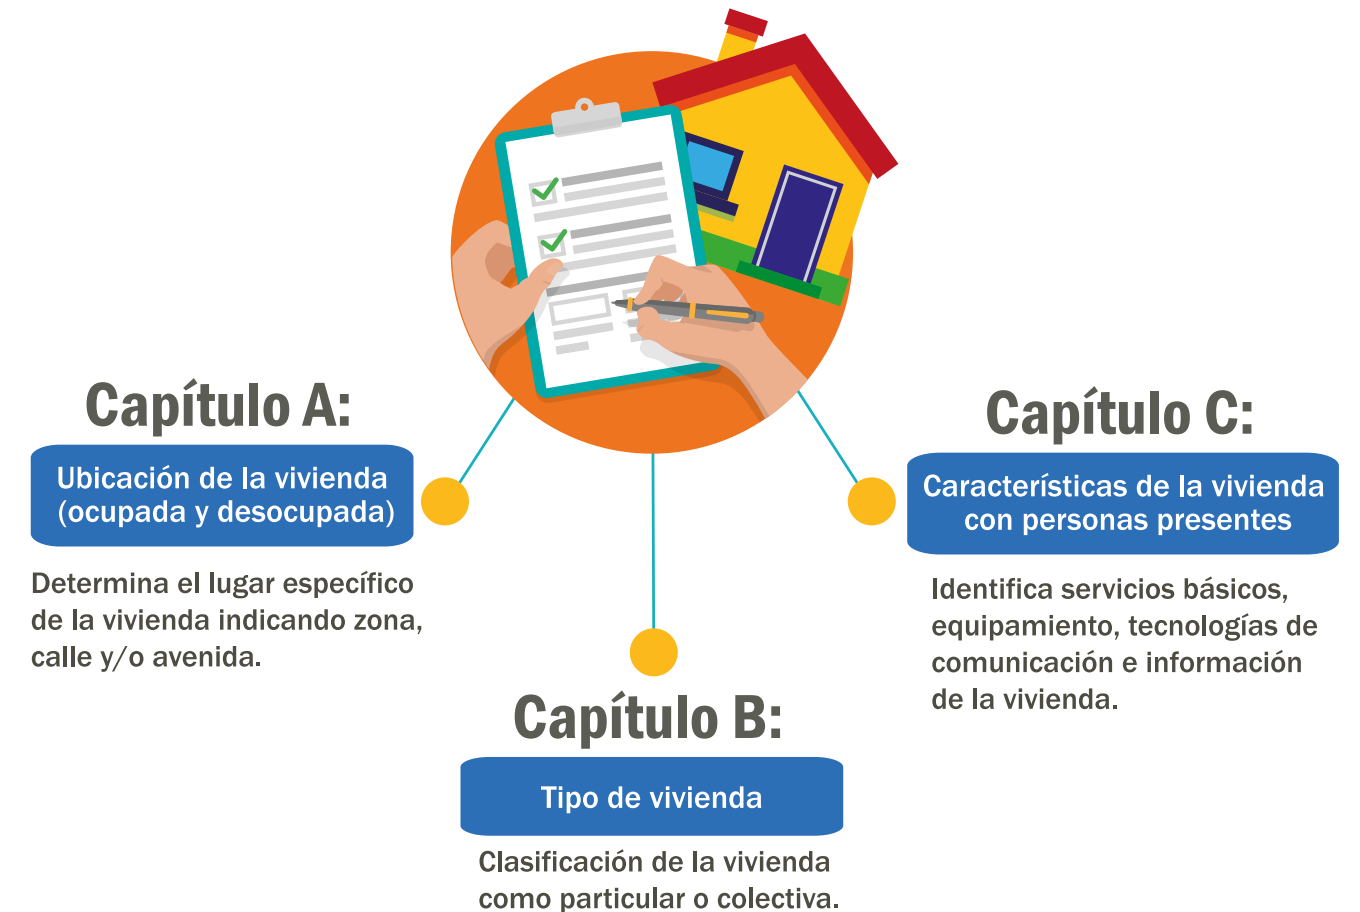 Capítulo A:
Ubicación de la vivienda
(ocupada y desocupada)
Determina el lugar específico
de la vivienda indicando zona,
calle y/o avenida.
Capítulo B:
Tipo de vivienda
Clasificación de la vivienda
como particular o colectiva.
Capítulo C:
Características de la vivienda
con personas presentes
Identifica servicios básicos,
equipamiento, tecnologías de
comunicación e información
de la vivienda.